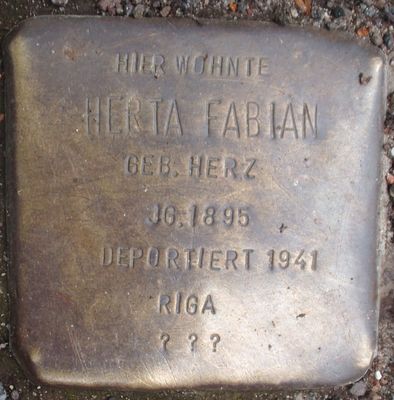 HIER WOHNTE
HERTA FABIAN
GEB. HERZ
JG. 1895
DEPORTIERT 1941
RIGA
? ? ?